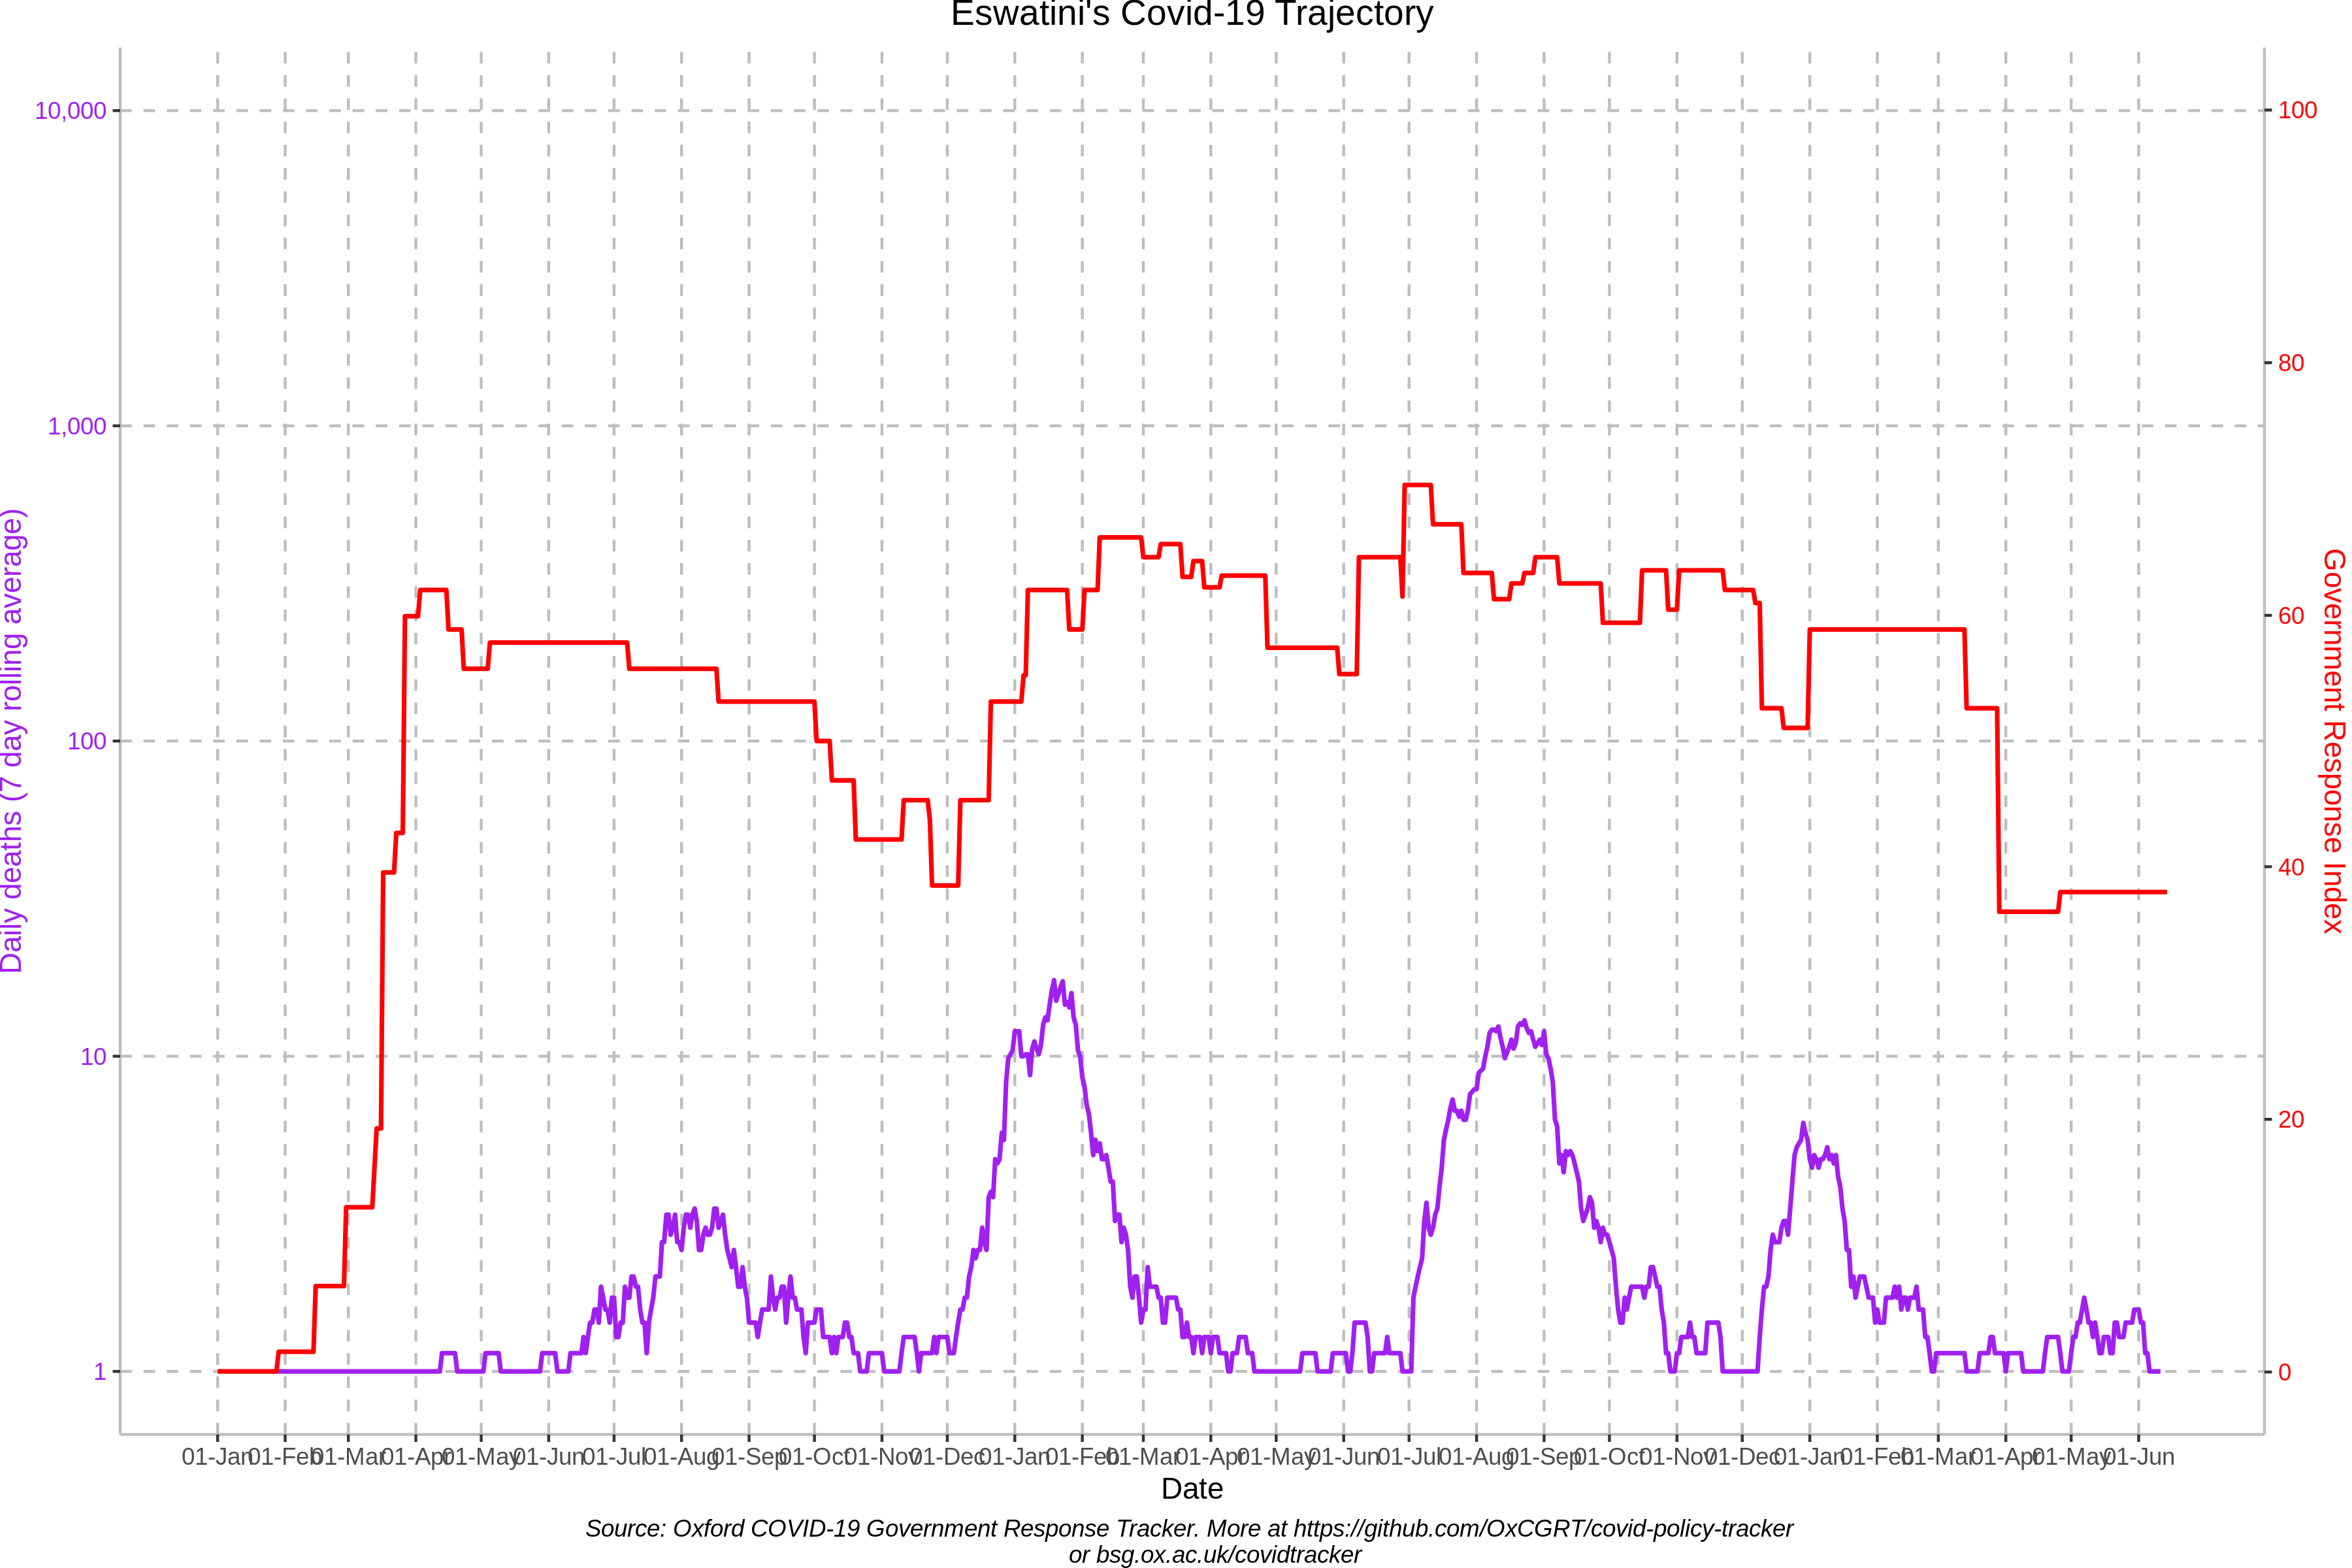 Eswatini's Covid-19 Trajectory
10,000
1,000
100
10
1
Daily deaths (7 day rolling average)
100
80
60
40
20
0
Government Response Index
01-Jan 01-Feb 01-Mar 01-Apr 01-May 01-Jun 01-Jul 01-Aug 01-Sep 01-Oct 01-Nov 01-Dec 01-Jan 01-Feb 01-Mar 01-Apr 01-May 01-Jun 01-Jul 01-Aug 01-Sep 01-Oct 01-Nov 01-Dec 01-Jan 01-Feb 01-Mar 01-Apr 01-May 01-Jun
Date
Source: Oxford COVID-19 Government Response Tracker. More at https://github.com/OxCGRT/covid-policy-tracker
or bsg.ox.ac.uk/covidtracker